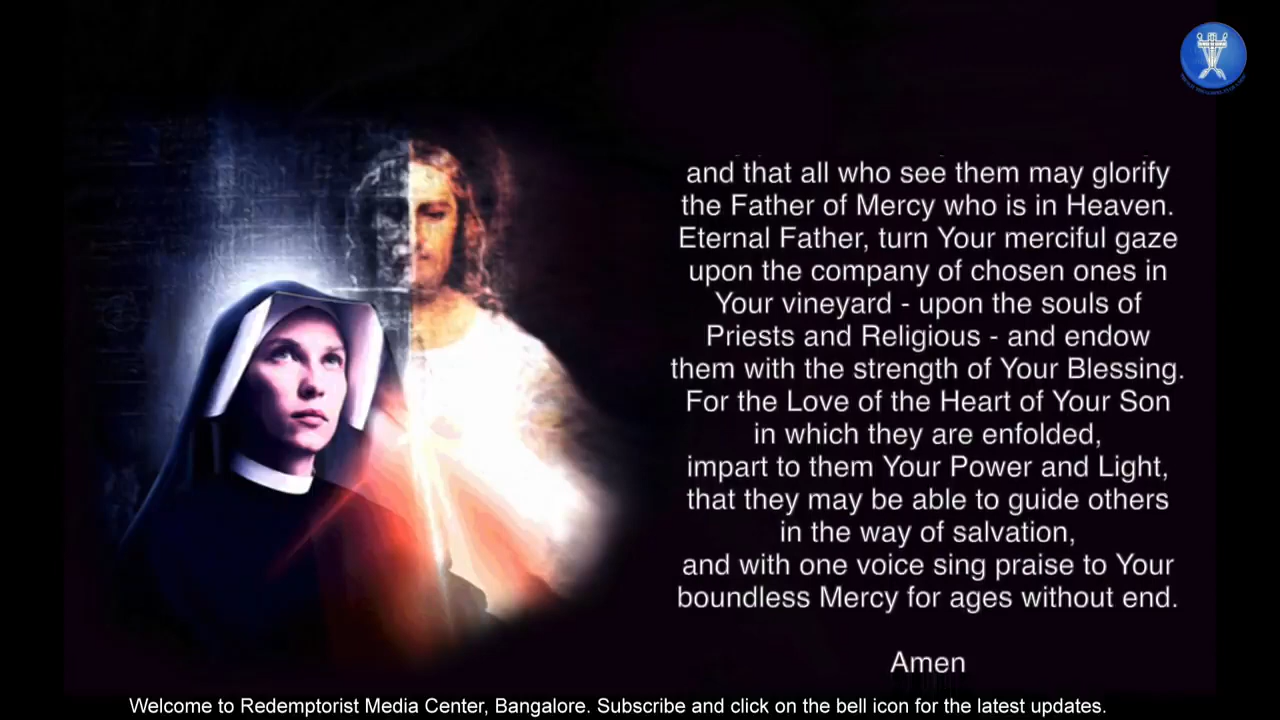 and that all who see them may glorify
the Father of Mercy who is in Heaven.
Eternal Father, turn Your merciful gaze
upon the company of chosen ones in
Your vineyard - upon the souls of
Priests and Religious - and endow
them with the strength of Your Blessing.
For the Love of the Heart of Your Son
in which they are enfolded,
impart to them Your Power and Light,
that they may be able to guide others
in the way of salvation,
and with one voice sing praise to Your
boundless Mercy for ages without end.
Amen
Welcome to Redemptorist Media Center, Bangalore. Subscribe and click on the bell icon for the latest updates.